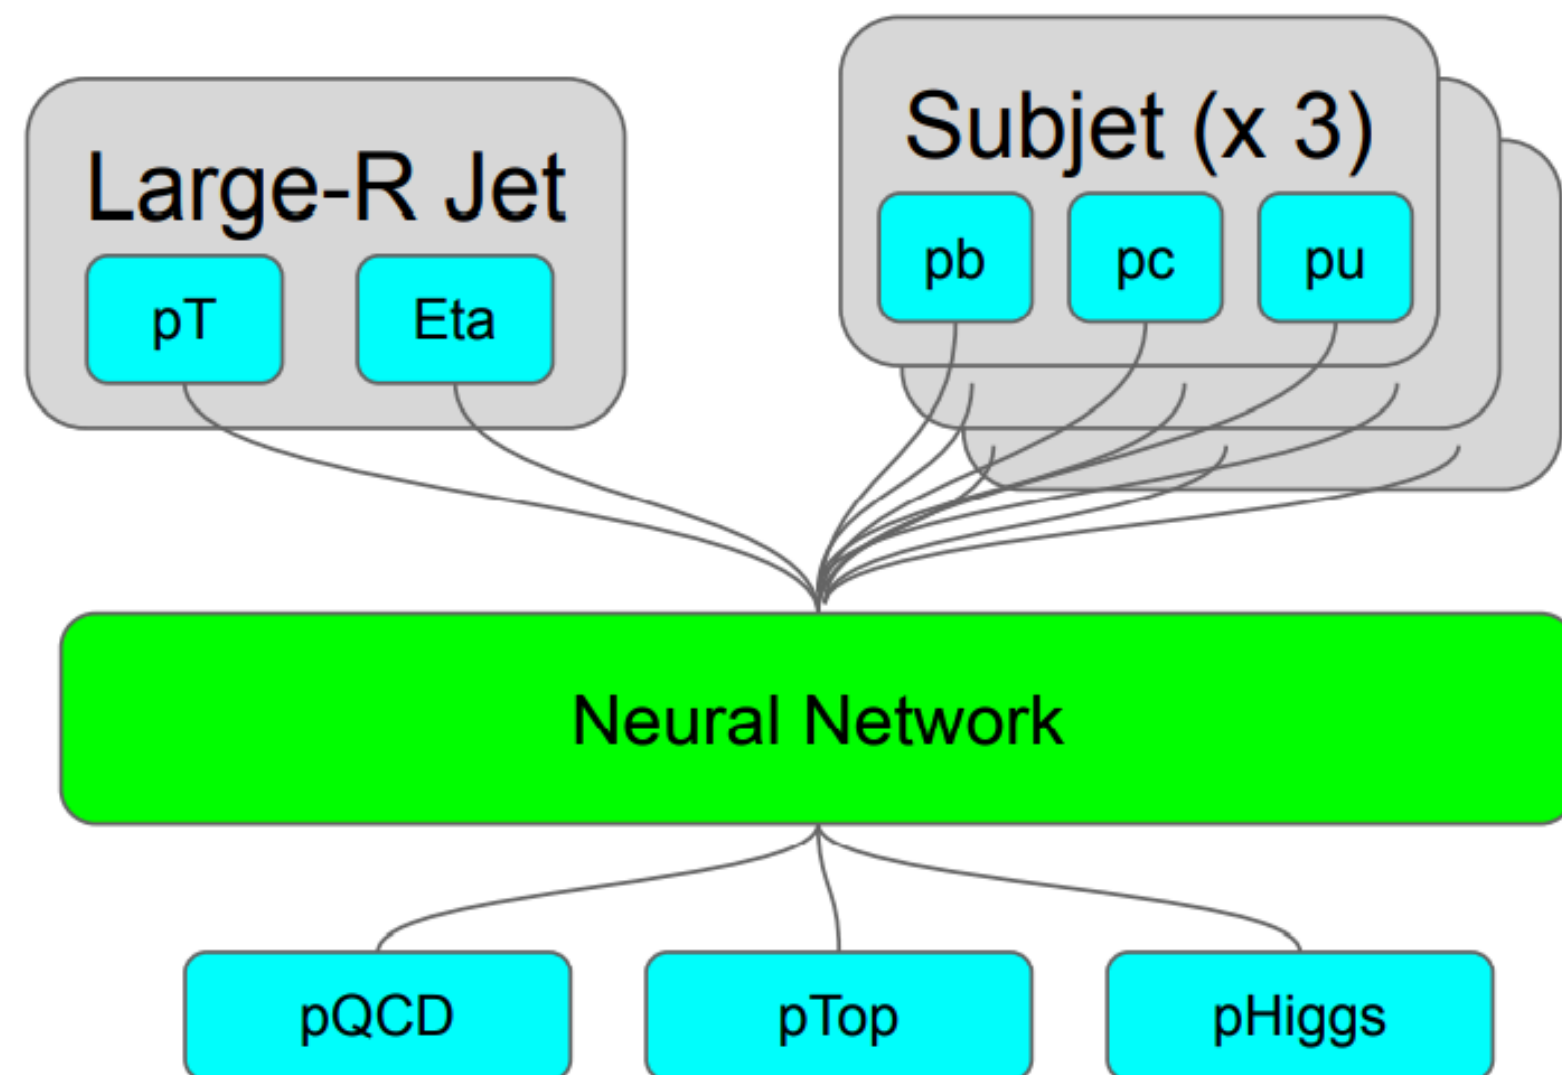 Large-R Jet
pT
Eta
Subjet (x 3)
pb
pc
pu
Neural Network
pQCD
pTop
pHiggs